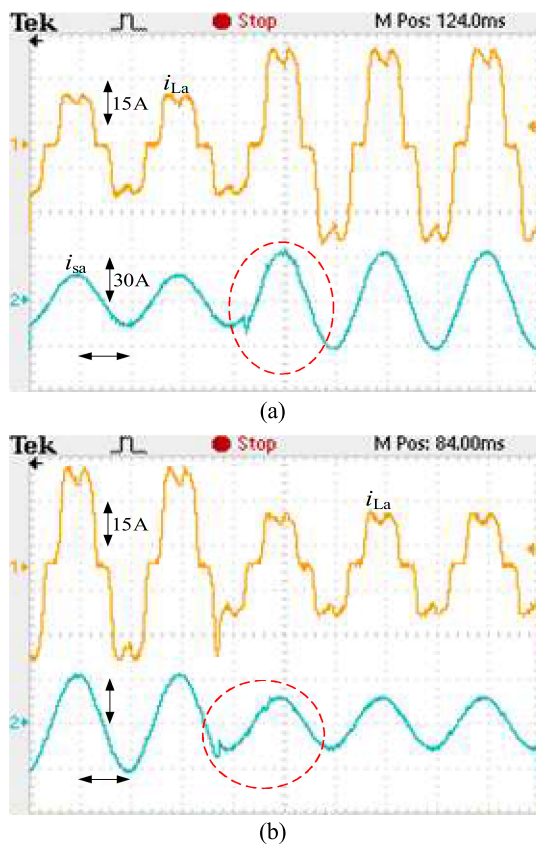 Tek Stop M Pos: 124.0ms
iLa
15A
1
isa
30A
2
(a)
Tek Stop M Pos: 84.00ms
iLa
15A
1
2
(b)